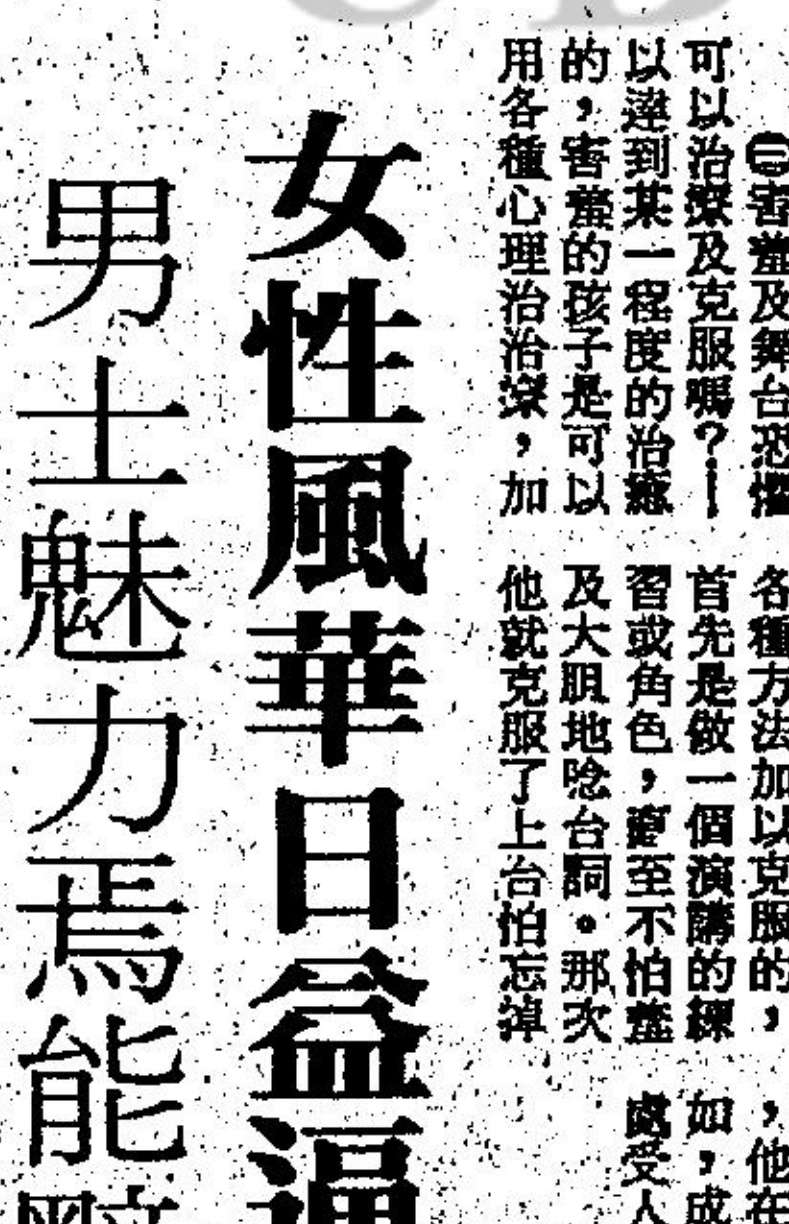 ㊂害羞及舞台恐懼
可以治療及克服嗎？—
以達到某一程度的治癒
的，害羞的孩子是可以
用各種心理治治療，加
各種方法加以克服的，
首先是做一個演講的練
習或角色，直至不怕羞
及大胆地唸台詞。那次
他就克服了上台怕忘掉
，他在
如，成
處受人
女性風華日益逼
男士魅力焉能